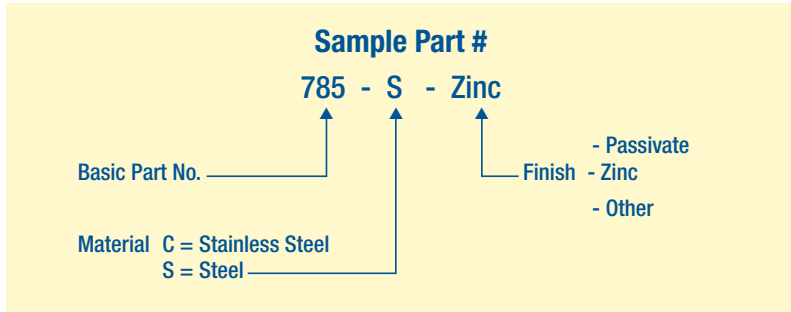 Sample Part #
785 - S - Zinc
- Passivate
Basic Part No.
Finish - Zinc
- Other
Material C = Stainless Steel
S = Steel